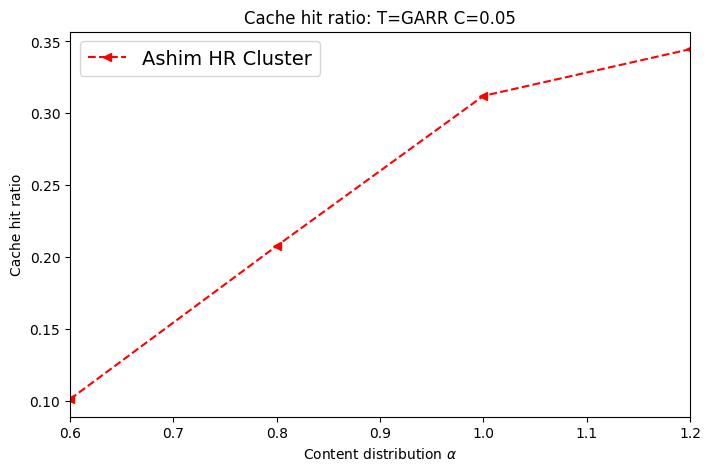 Cache hit ratio: T=GARR C=0.05
Ashim HR Cluster
Cache hit ratio
0.35
0.30
0.25
0.20
0.15
0.10
0.6 0.7 0.8 0.9 1.0 1.1 1.2
Content distribution α